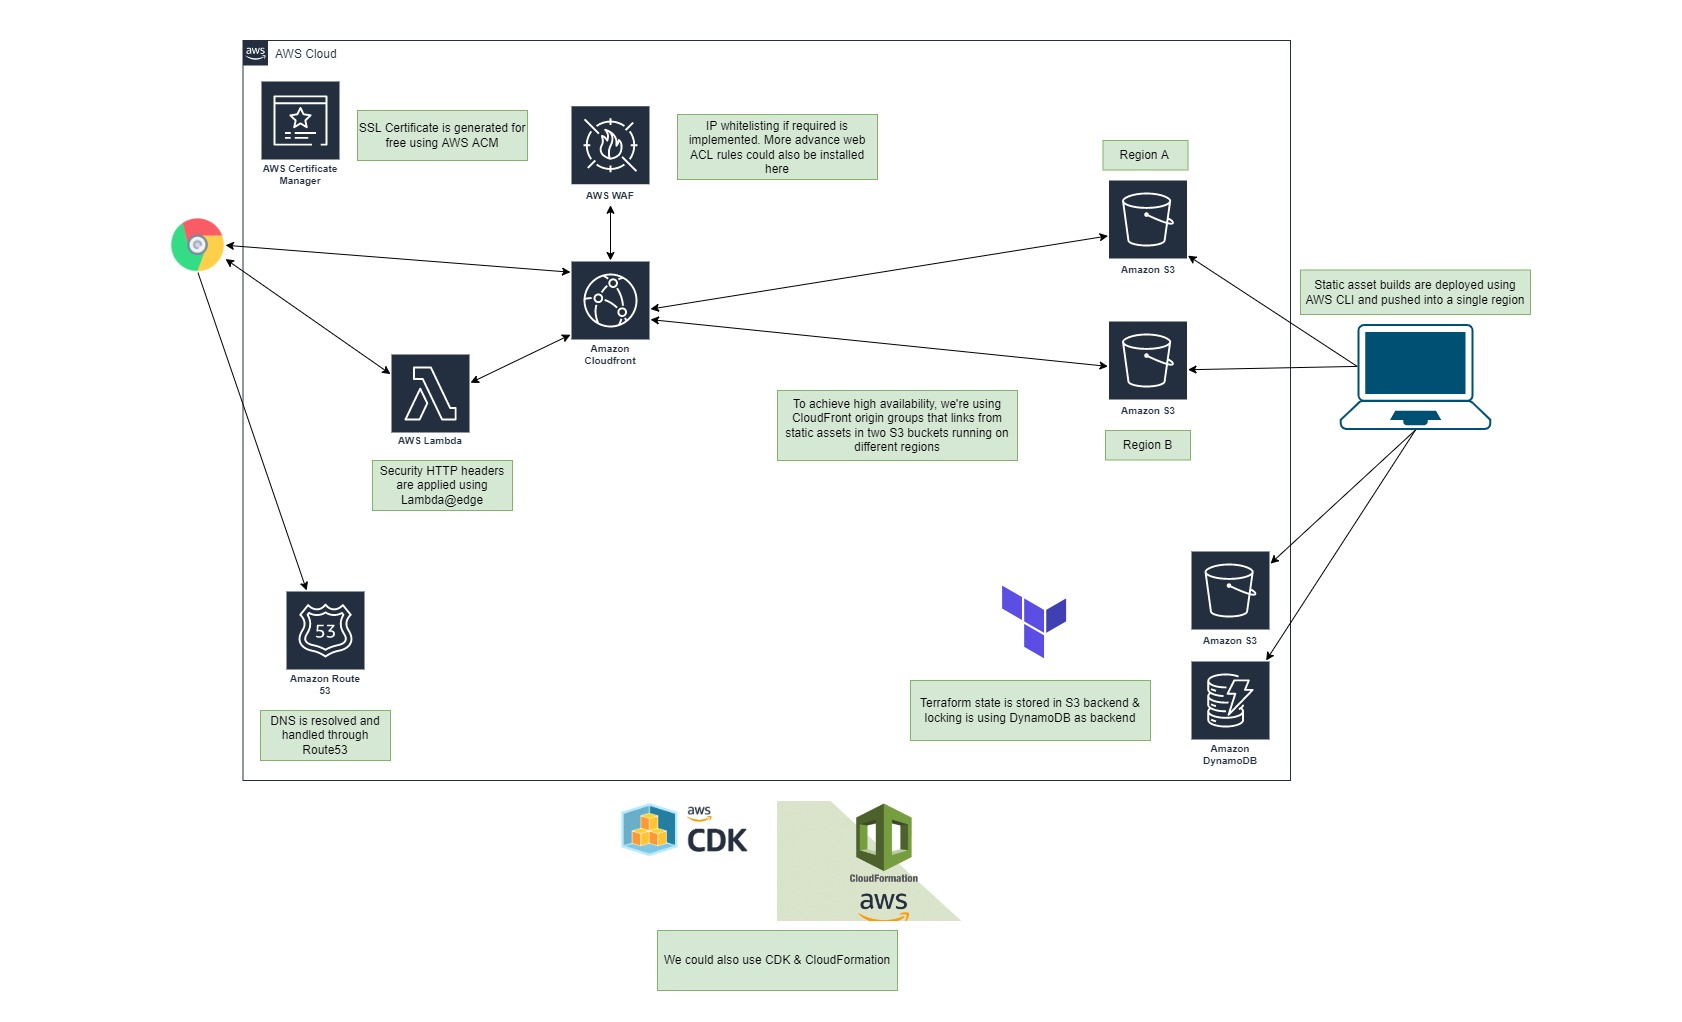 aws
AWS Cloud
AWS Certificate
Manager
SSL Certificate is generated for
free using AWS ACM
AWS WAF
IP whitelisting if required is
implemented. More advance web
ACL rules could also be installed
here
Region A
Amazon S3
Static asset builds are deployed using
AWS CLI and pushed into a single region
Amazon
Cloudfront
Amazon S3
Region B
To achieve high availability, we're using
CloudFront origin groups that links from
static assets in two S3 buckets running on
different regions
AWS Lambda
Security HTTP headers
are applied using
Lambda@edge
53
Amazon Route
53
DNS is resolved and
handled through
Route53
Amazon S3
Terraform state is stored in S3 backend &
locking is using DynamoDB as backend
Amazon
DynamoDB
aws
CDK
CloudFormation
aws
We could also use CDK & CloudFormation